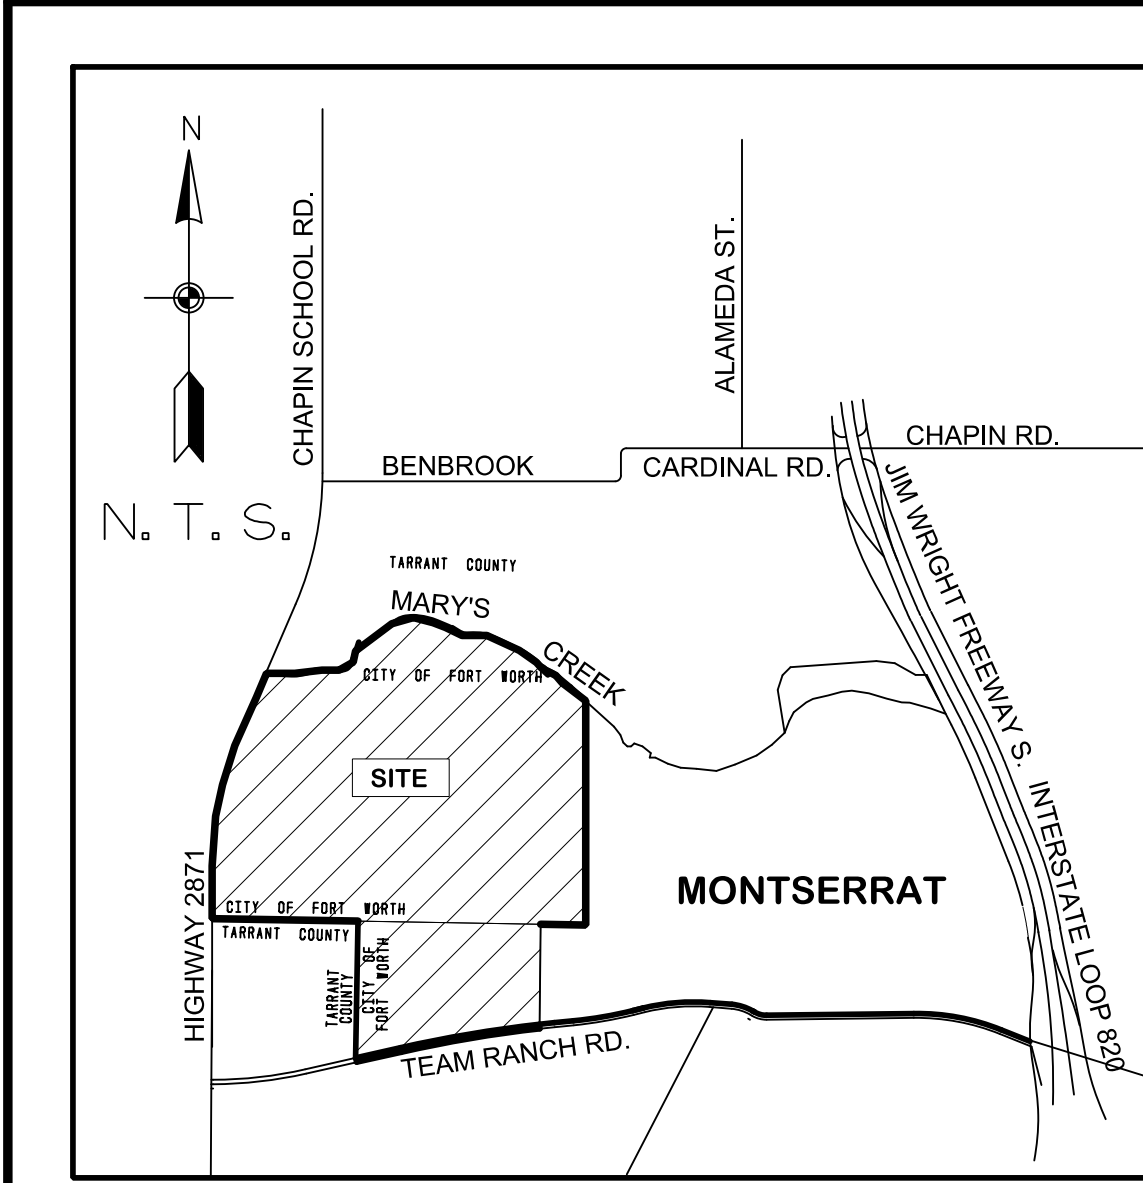 N
CHAPIN SCHOOL RD.
ALAMEDA ST.
CHAPIN RD.
BENBROOK
CARDINAL RD.
N. T. S.
JIM WRIGHT FREEWAY S. INTERSTATE LOOP 820
TARRANT COUNTY
MARY'S
CREEK
CITY OF FORT WORTH
SITE
HIGHWAY 2871
MONTSERRAT
CITY OF FORT WORTH
TARRANT COUNTY
TARRANT
COUNTY
CITY OF
FORT WORTH
TEAM RANCH RD.